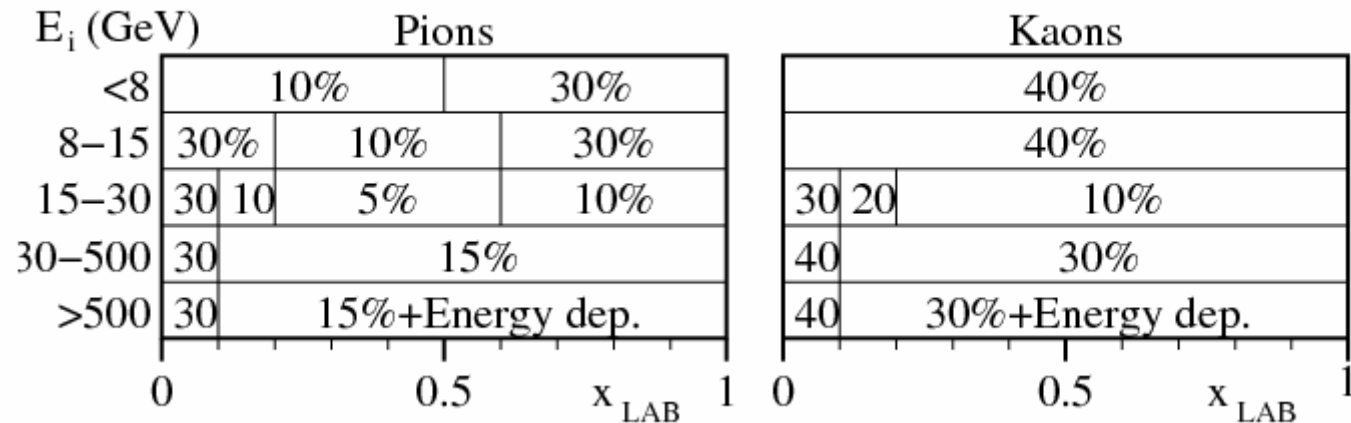 E_i (GeV) Pions Kaons
<8 10% 30% 40%
8–15 30% 10% 30% 40%
15–30 30 10 5% 10% 30 20 10%
30–500 30 15% 40 30%
>500 30 15%+Energy dep. 40 30%+Energy dep.
0 0.5 x_LAB 1 0 0.5 x_LAB 1